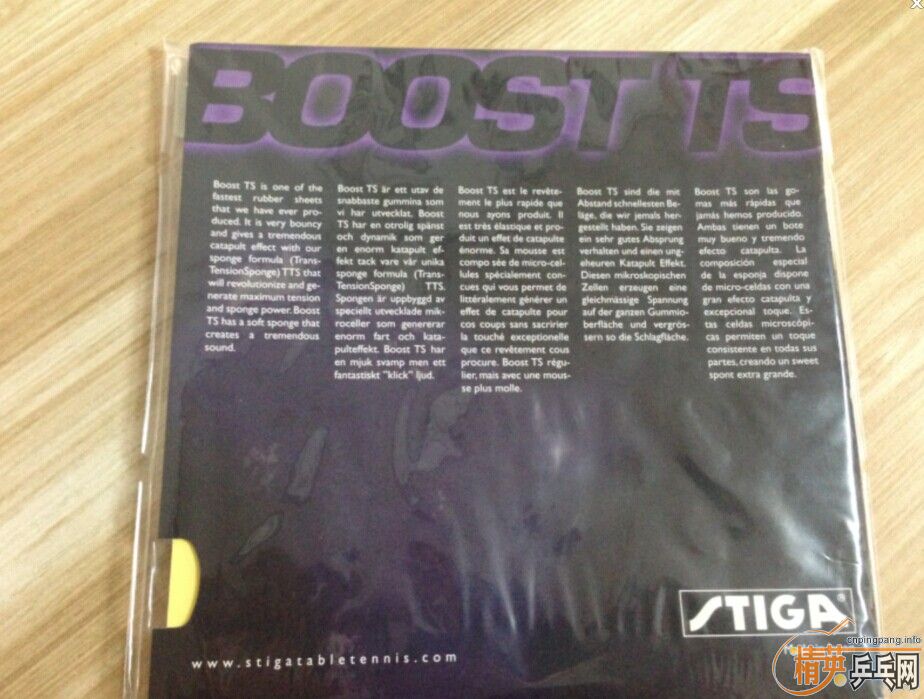 BOOST TS
Boost TS is one of the
fastest rubber sheets
that we have ever pro-
duced. It is very bouncy
and gives a tremendous
catapult effect with our
sponge formula (Trans-
TensionSponge) TTS that
will revolutionize and ge-
nerate maximum tension
and sponge power. Boost
TS has a soft sponge that
creates a tremendous
sound.
Boost TS är ett utav de
snabbaste gummina som
vi har utvecklat. Boost
TS har en otrolig spänst
och dynamik som ger
en enorm katapult ef-
fekt tack vare vår unika
sponge formula (Trans-
TensionSponge) TTS.
Spongen är uppbyggd av
speciellt utvecklade mik-
roceller som genererar
enorm fart och kata-
pulteffekt. Boost TS har
en mjuk svamp men ett
fantastiskt "klick" ljud.
Boost TS est le revête-
ment le plus rapide que
nous ayons produit. Il
est très élastique et pro-
duit un effet de catapulte
énorme. Sa mousse est
compo sée de micro-cel-
lules spécialement con-
cues qui vous permet de
littéralement générer un
effet de catapulte pour
cos coups sans sacririer
la touché exceptionelle
que ce revêtement cous
procure. Boost TS régu-
lier, mais avec une mous-
se plus molle.
Boost TS sind die mit
Abstand schnellesten Be-
läge, die wir jemals her-
gestellt haben. Sie zeigen
ein sehr gutes Absprung
verhalten und einen ung-
eheuren Katapult Effekt.
Diesen mikroskopischen
Zellen erzeugen eine
gleichmässige Spannung
auf der ganzen Gummio-
berfläche und vergrös-
sern so die Schlagfläche.
Boost TS son las go-
mas más rápidas que
jamás hemos producido.
Ambas tienen un bote
muy bueno y tremendo
efecto catapulta. La
composición especial
de la esponja dispone
de micro-celdas con una
gran efecto catapulta y
excepcional toque. Es-
tas celdas microscópi-
cas permiten un toque
consistente en todas sus
partes, creando un sweet
spont extra grande.
STIGA®
www.stigatabletennis.com
cnpingpang.info
精英乒乓网